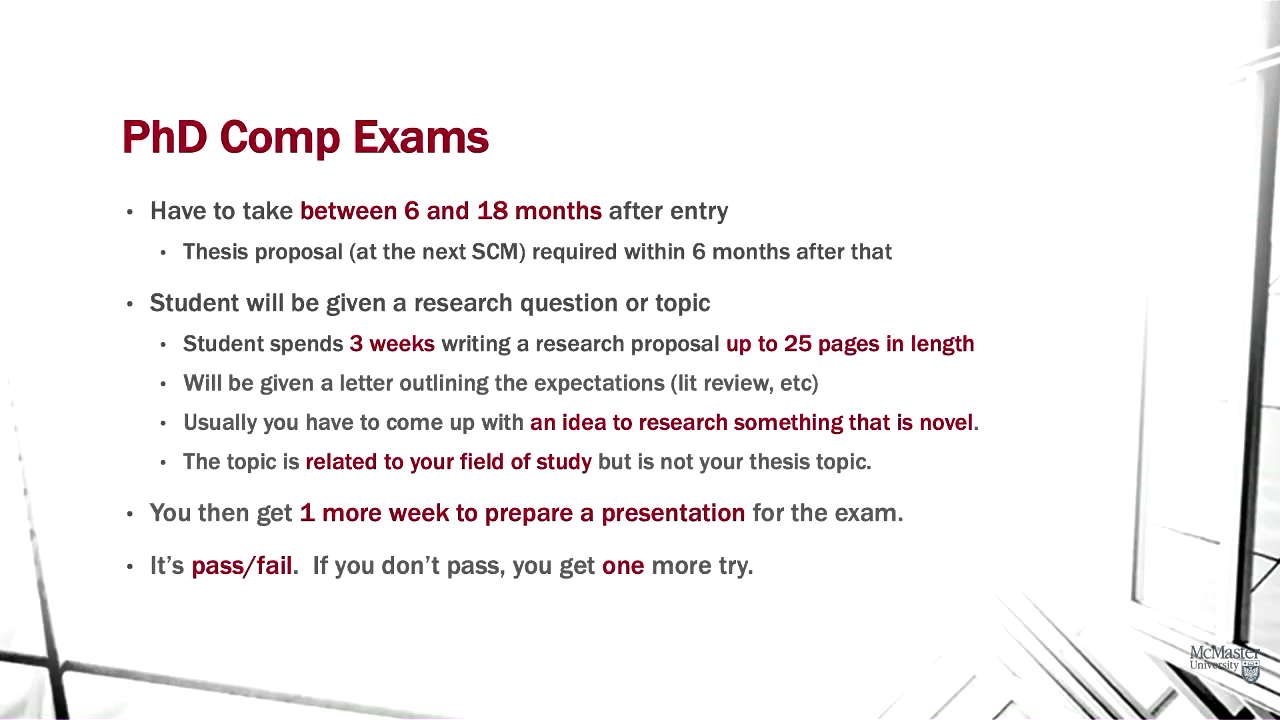 PhD Comp Exams
• Have to take between 6 and 18 months after entry
• Thesis proposal (at the next SCM) required within 6 months after that
• Student will be given a research question or topic
• Student spends 3 weeks writing a research proposal up to 25 pages in length
• Will be given a letter outlining the expectations (lit review, etc)
• Usually you have to come up with an idea to research something that is novel.
• The topic is related to your field of study but is not your thesis topic.
• You then get 1 more week to prepare a presentation for the exam.
• It’s pass/fail.  If you don’t pass, you get one more try.
McMaster
University